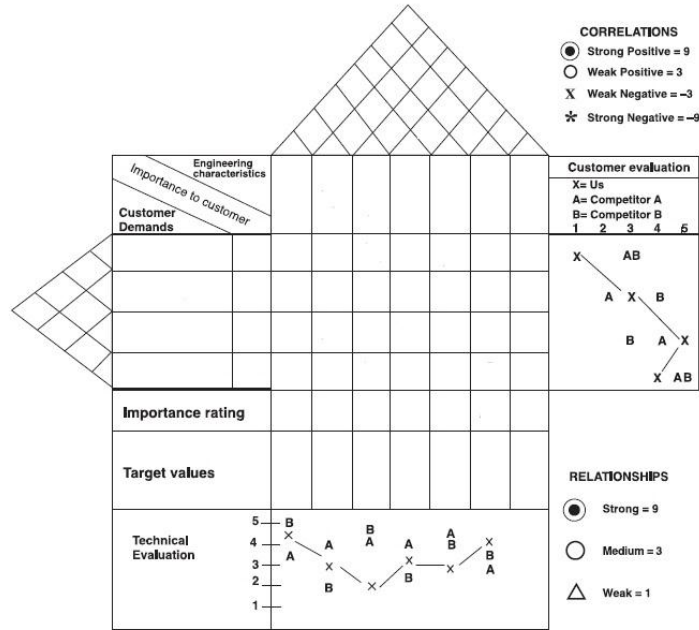 CORRELATIONS
Strong Positive = 9
Weak Positive = 3
X Weak Negative = –3
* Strong Negative = –9
Engineering
characteristics
Importance to customer
Customer
Demands
Customer evaluation
X= Us
A= Competitor A
B= Competitor B
1 2 3 4 5
X AB
A X B
B A X
X AB
Importance rating
Target values
RELATIONSHIPS
Strong = 9
Medium = 3
Weak = 1
Technical
Evaluation
5 B B
4 X A A A B X
3 A X X X B A
2 B X B
1